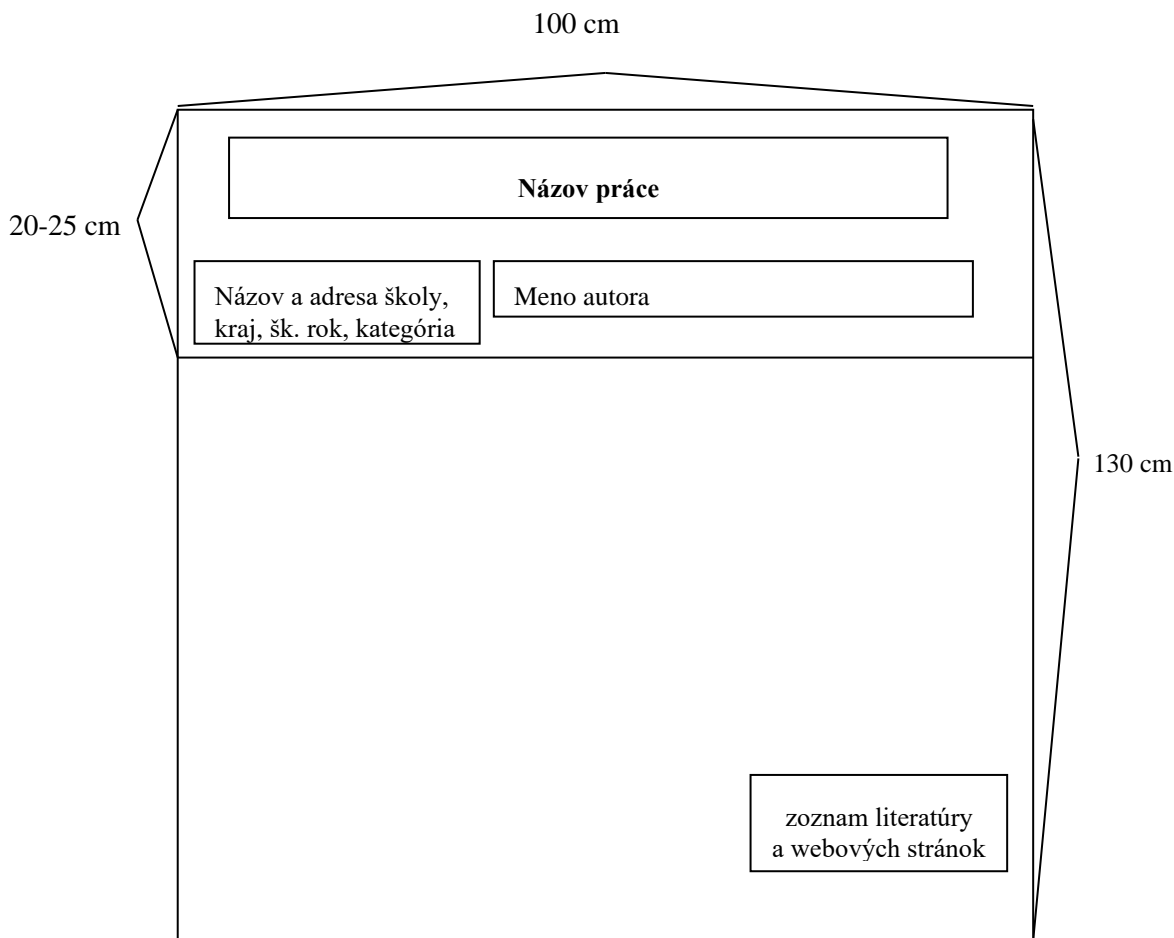 100 cm
Názov práce
20-25 cm
Názov a adresa školy,
kraj, šk. rok, kategória
Meno autora
130 cm
zoznam literatúry
a webových stránok